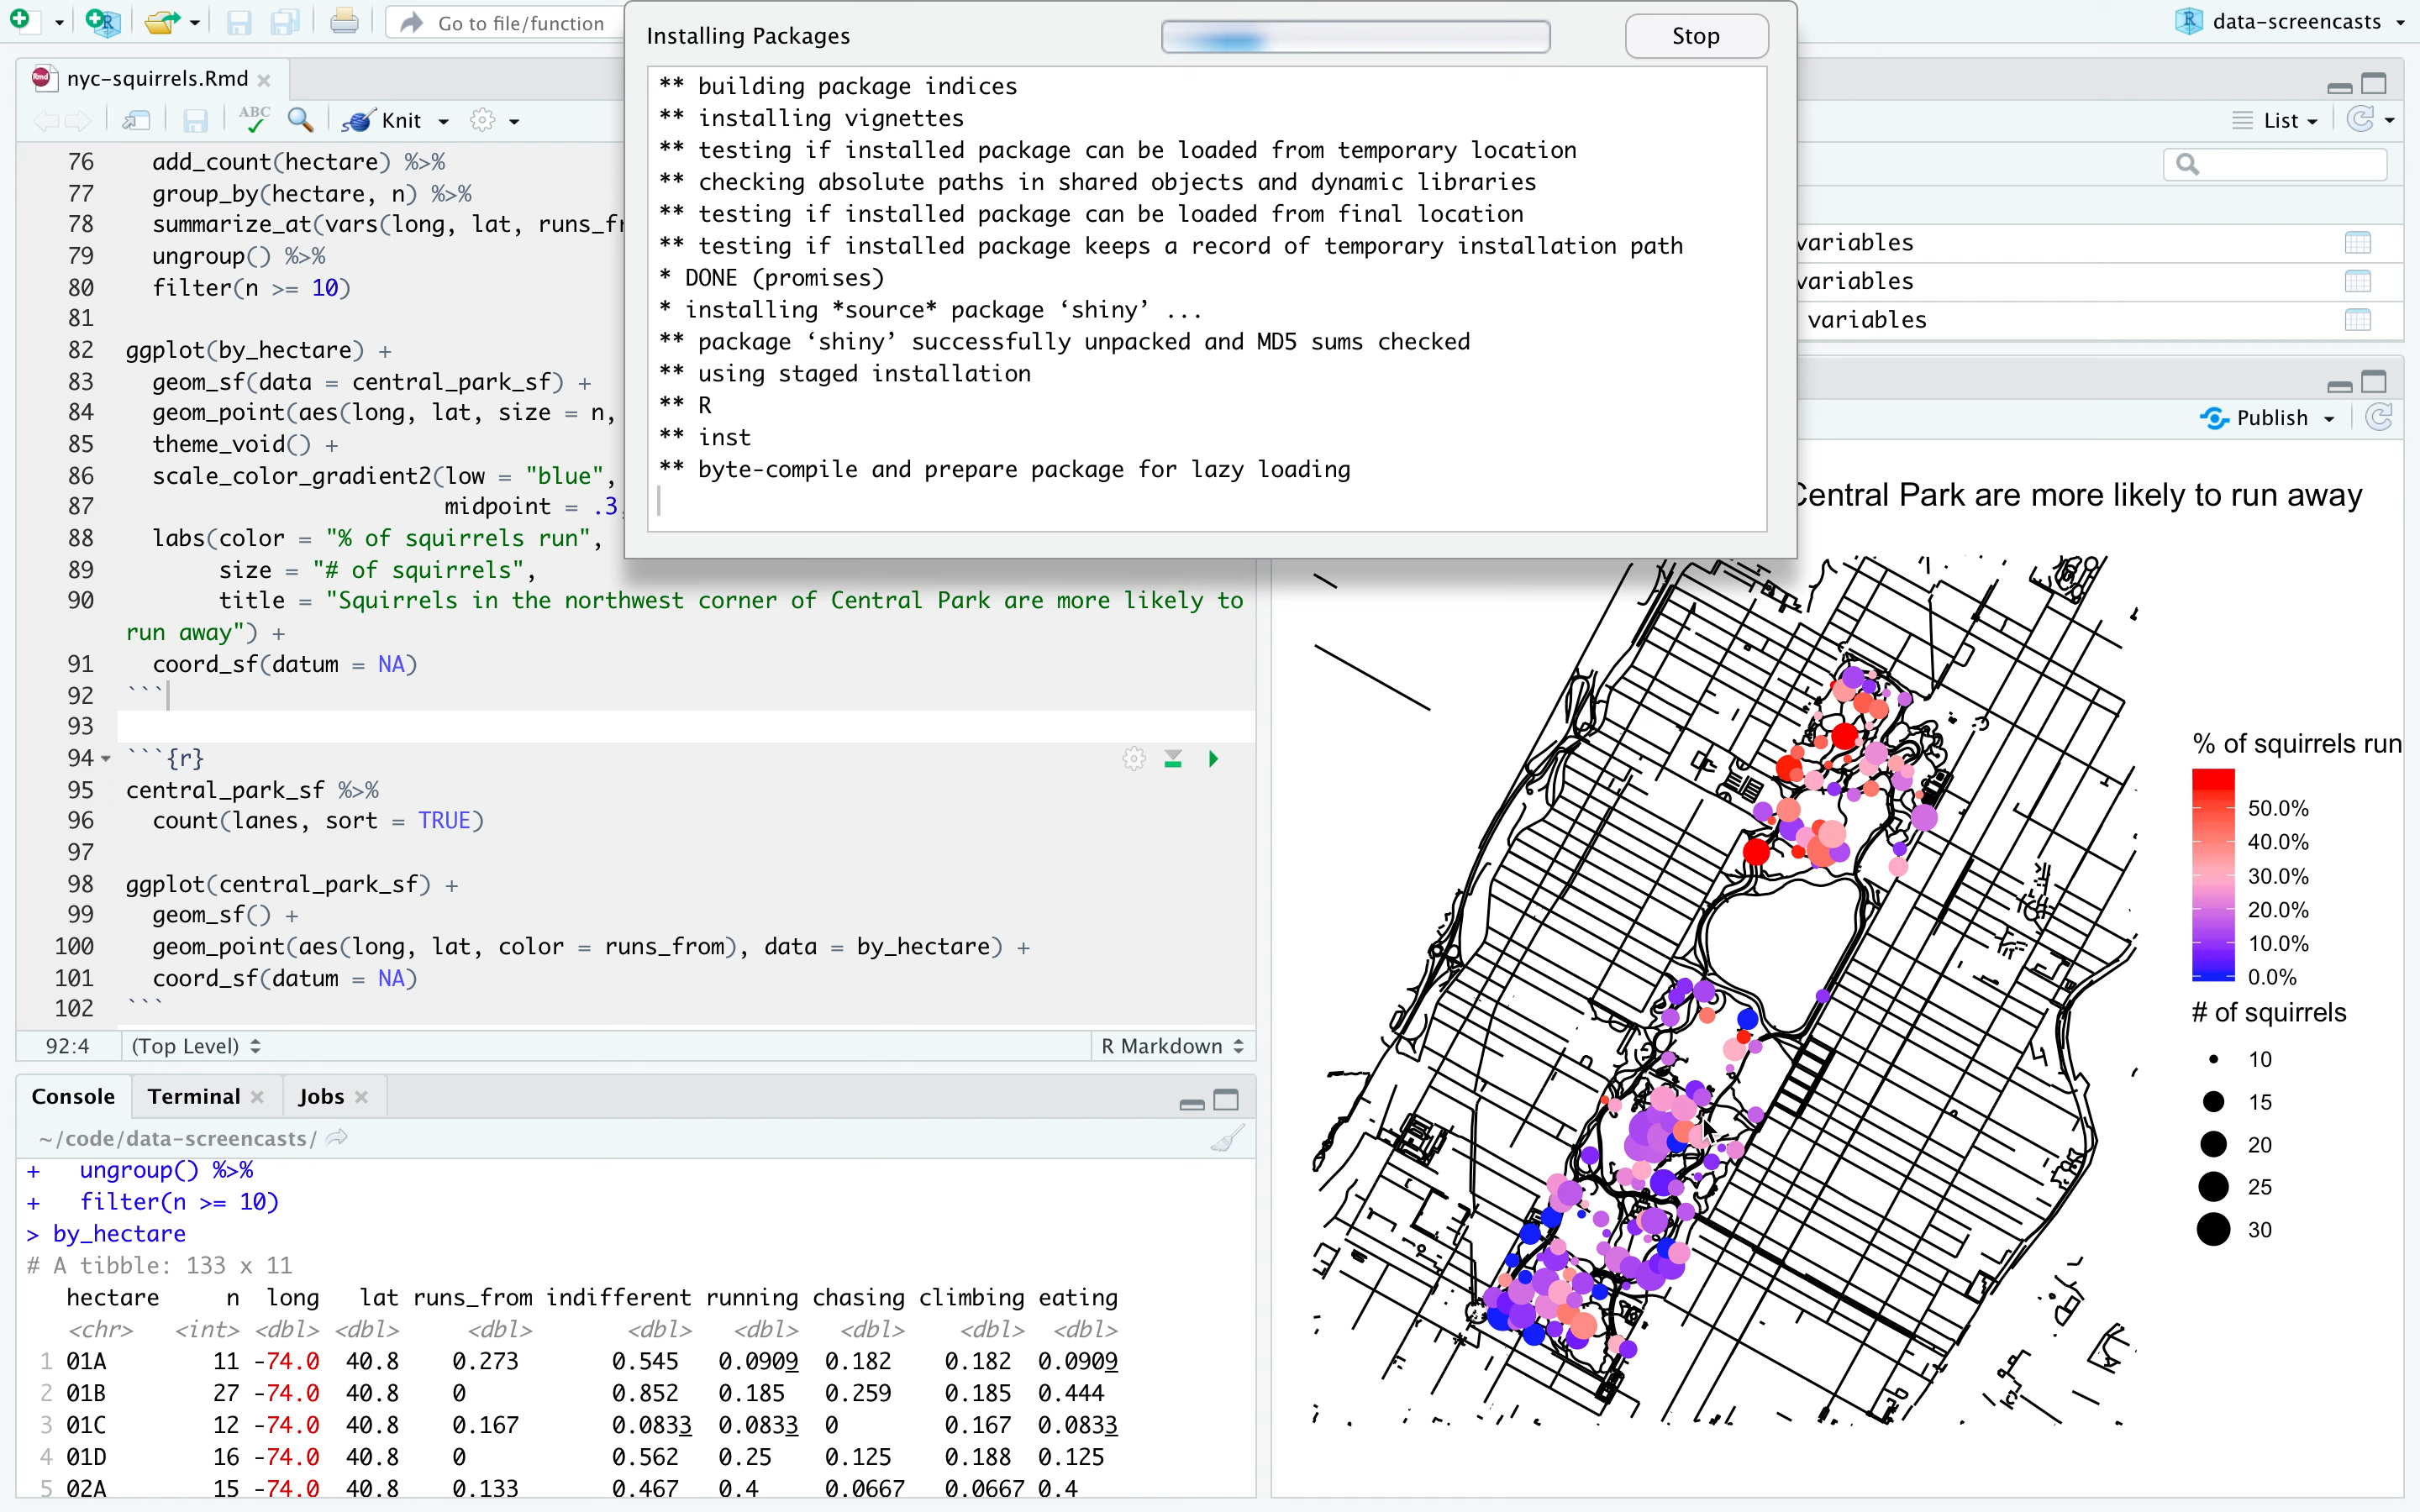 Go to file/function
data-screencasts
Installing Packages
Stop
** building package indices
** installing vignettes
** testing if installed package can be loaded from temporary location
** checking absolute paths in shared objects and dynamic libraries
** testing if installed package can be loaded from final location
** testing if installed package keeps a record of temporary installation path
* DONE (promises)
* installing *source* package ‘shiny’ ...
** package ‘shiny’ successfully unpacked and MD5 sums checked
** using staged installation
** R
** inst
** byte-compile and prepare package for lazy loading
nyc-squirrels.Rmd
ABC
Knit
76 add_count(hectare) %>%
77 group_by(hectare, n) %>%
78 summarize_at(vars(long, lat, runs_fr
79 ungroup() %>%
80 filter(n >= 10)
81
82 ggplot(by_hectare) +
83 geom_sf(data = central_park_sf) +
84 geom_point(aes(long, lat, size = n,
85 theme_void() +
86 scale_color_gradient2(low = "blue",
87 midpoint = .3
88 labs(color = "% of squirrels run",
89 size = "# of squirrels",
90 title = "Squirrels in the northwest corner of Central Park are more likely to
run away") +
91 coord_sf(datum = NA)
92 ```
93
94 ```{r}
95 central_park_sf %>%
96 count(lanes, sort = TRUE)
97
98 ggplot(central_park_sf) +
99 geom_sf() +
100 geom_point(aes(long, lat, color = runs_from), data = by_hectare) +
101 coord_sf(datum = NA)
102 ```
92:4 (Top Level) R Markdown
Console Terminal Jobs
~/code/data-screencasts/
+ ungroup() %>%
+ filter(n >= 10)
> by_hectare
# A tibble: 133 x 11
hectare n long lat runs_from indifferent running chasing climbing eating
<chr> <int> <dbl> <dbl> <dbl> <dbl> <dbl> <dbl> <dbl> <dbl>
1 01A 11 -74.0 40.8 0.273 0.545 0.0909 0.182 0.182 0.0909
2 01B 27 -74.0 40.8 0 0.852 0.185 0.259 0.185 0.444
3 01C 12 -74.0 40.8 0.167 0.0833 0.0833 0 0.167 0.0833
4 01D 16 -74.0 40.8 0 0.562 0.25 0.125 0.188 0.125
5 02A 15 -74.0 40.8 0.133 0.467 0.4 0.0667 0.0667 0.4
List
variables
variables
variables
Publish
Central Park are more likely to run away
% of squirrels run
50.0%
40.0%
30.0%
20.0%
10.0%
0.0%
# of squirrels
10
15
20
25
30